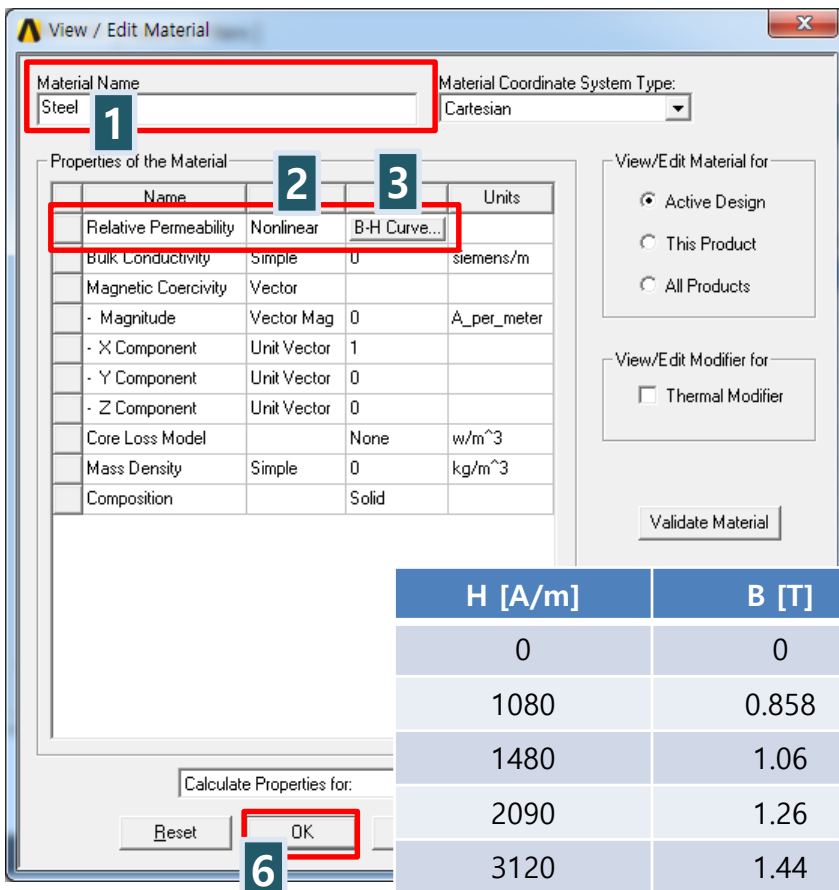 View / Edit Material
Material Name
Material Coordinate System Type:
Steel
Cartesian
1
Properties of the Material
2
3
Name Units
Relative Permeability Nonlinear B-H Curve...
Bulk Conductivity Simple 0 siemens/m
Magnetic Coercivity Vector
- Magnitude Vector Mag 0 A_per_meter
- X Component Unit Vector 1
- Y Component Unit Vector 0
- Z Component Unit Vector 0
Core Loss Model None w/m^3
Mass Density Simple 0 kg/m^3
Composition Solid
View/Edit Material for
Active Design
This Product
All Products
View/Edit Modifier for
Thermal Modifier
Validate Material
H [A/m] B [T]
0 0
1080 0.858
1480 1.06
2090 1.26
3120 1.44
Calculate Properties for:
Reset OK
6